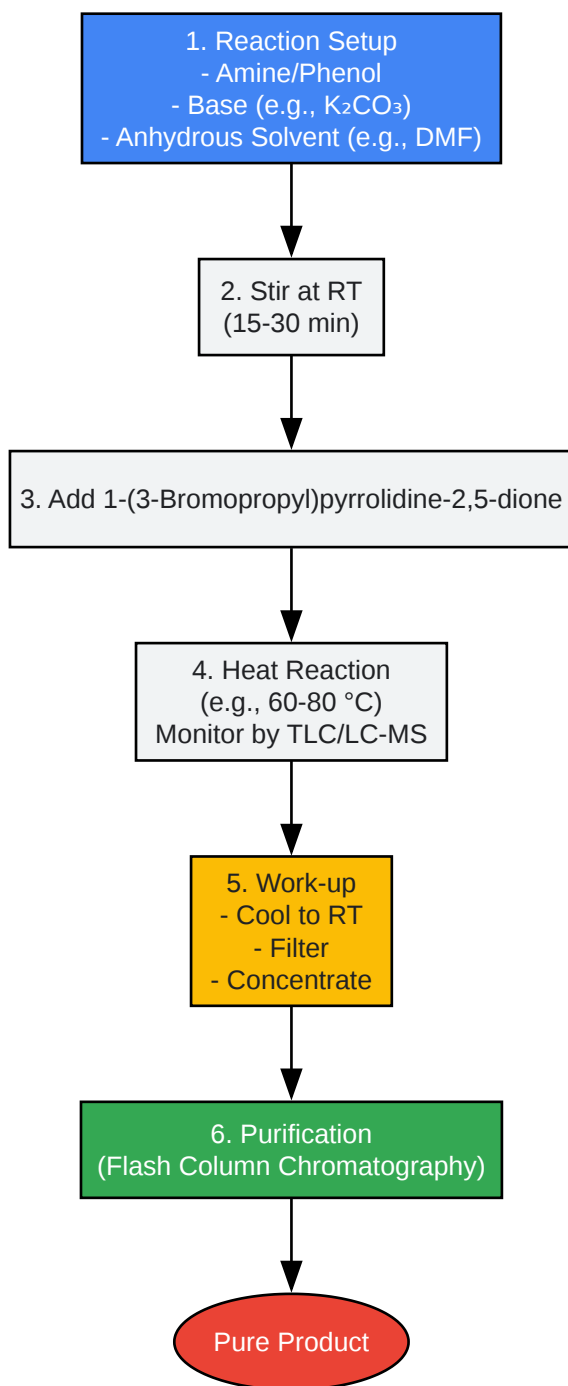 1. Reaction Setup
- Amine/Phenol
- Base (e.g., K₂CO₃)
- Anhydrous Solvent (e.g., DMF)
2. Stir at RT
(15-30 min)
3. Add 1-(3-Bromopropyl)pyrrolidine-2,5-dione
4. Heat Reaction
(e.g., 60-80 °C)
Monitor by TLC/LC-MS
5. Work-up
- Cool to RT
- Filter
- Concentrate
6. Purification
(Flash Column Chromatography)
Pure Product